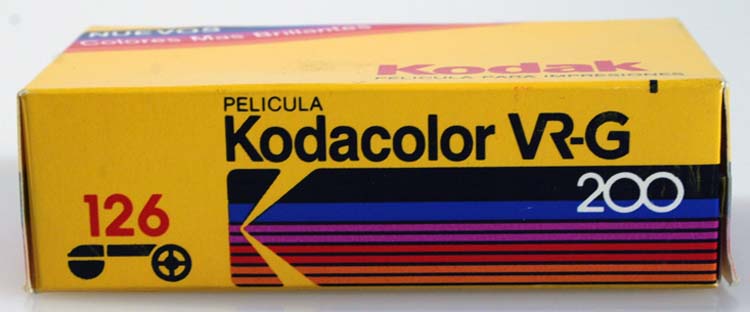 NUEVOS
Colores Mas Brillantes
Kodak
PELICULA PARA IMPRESIONES
PELICULA
Kodacolor VR-G
200
126